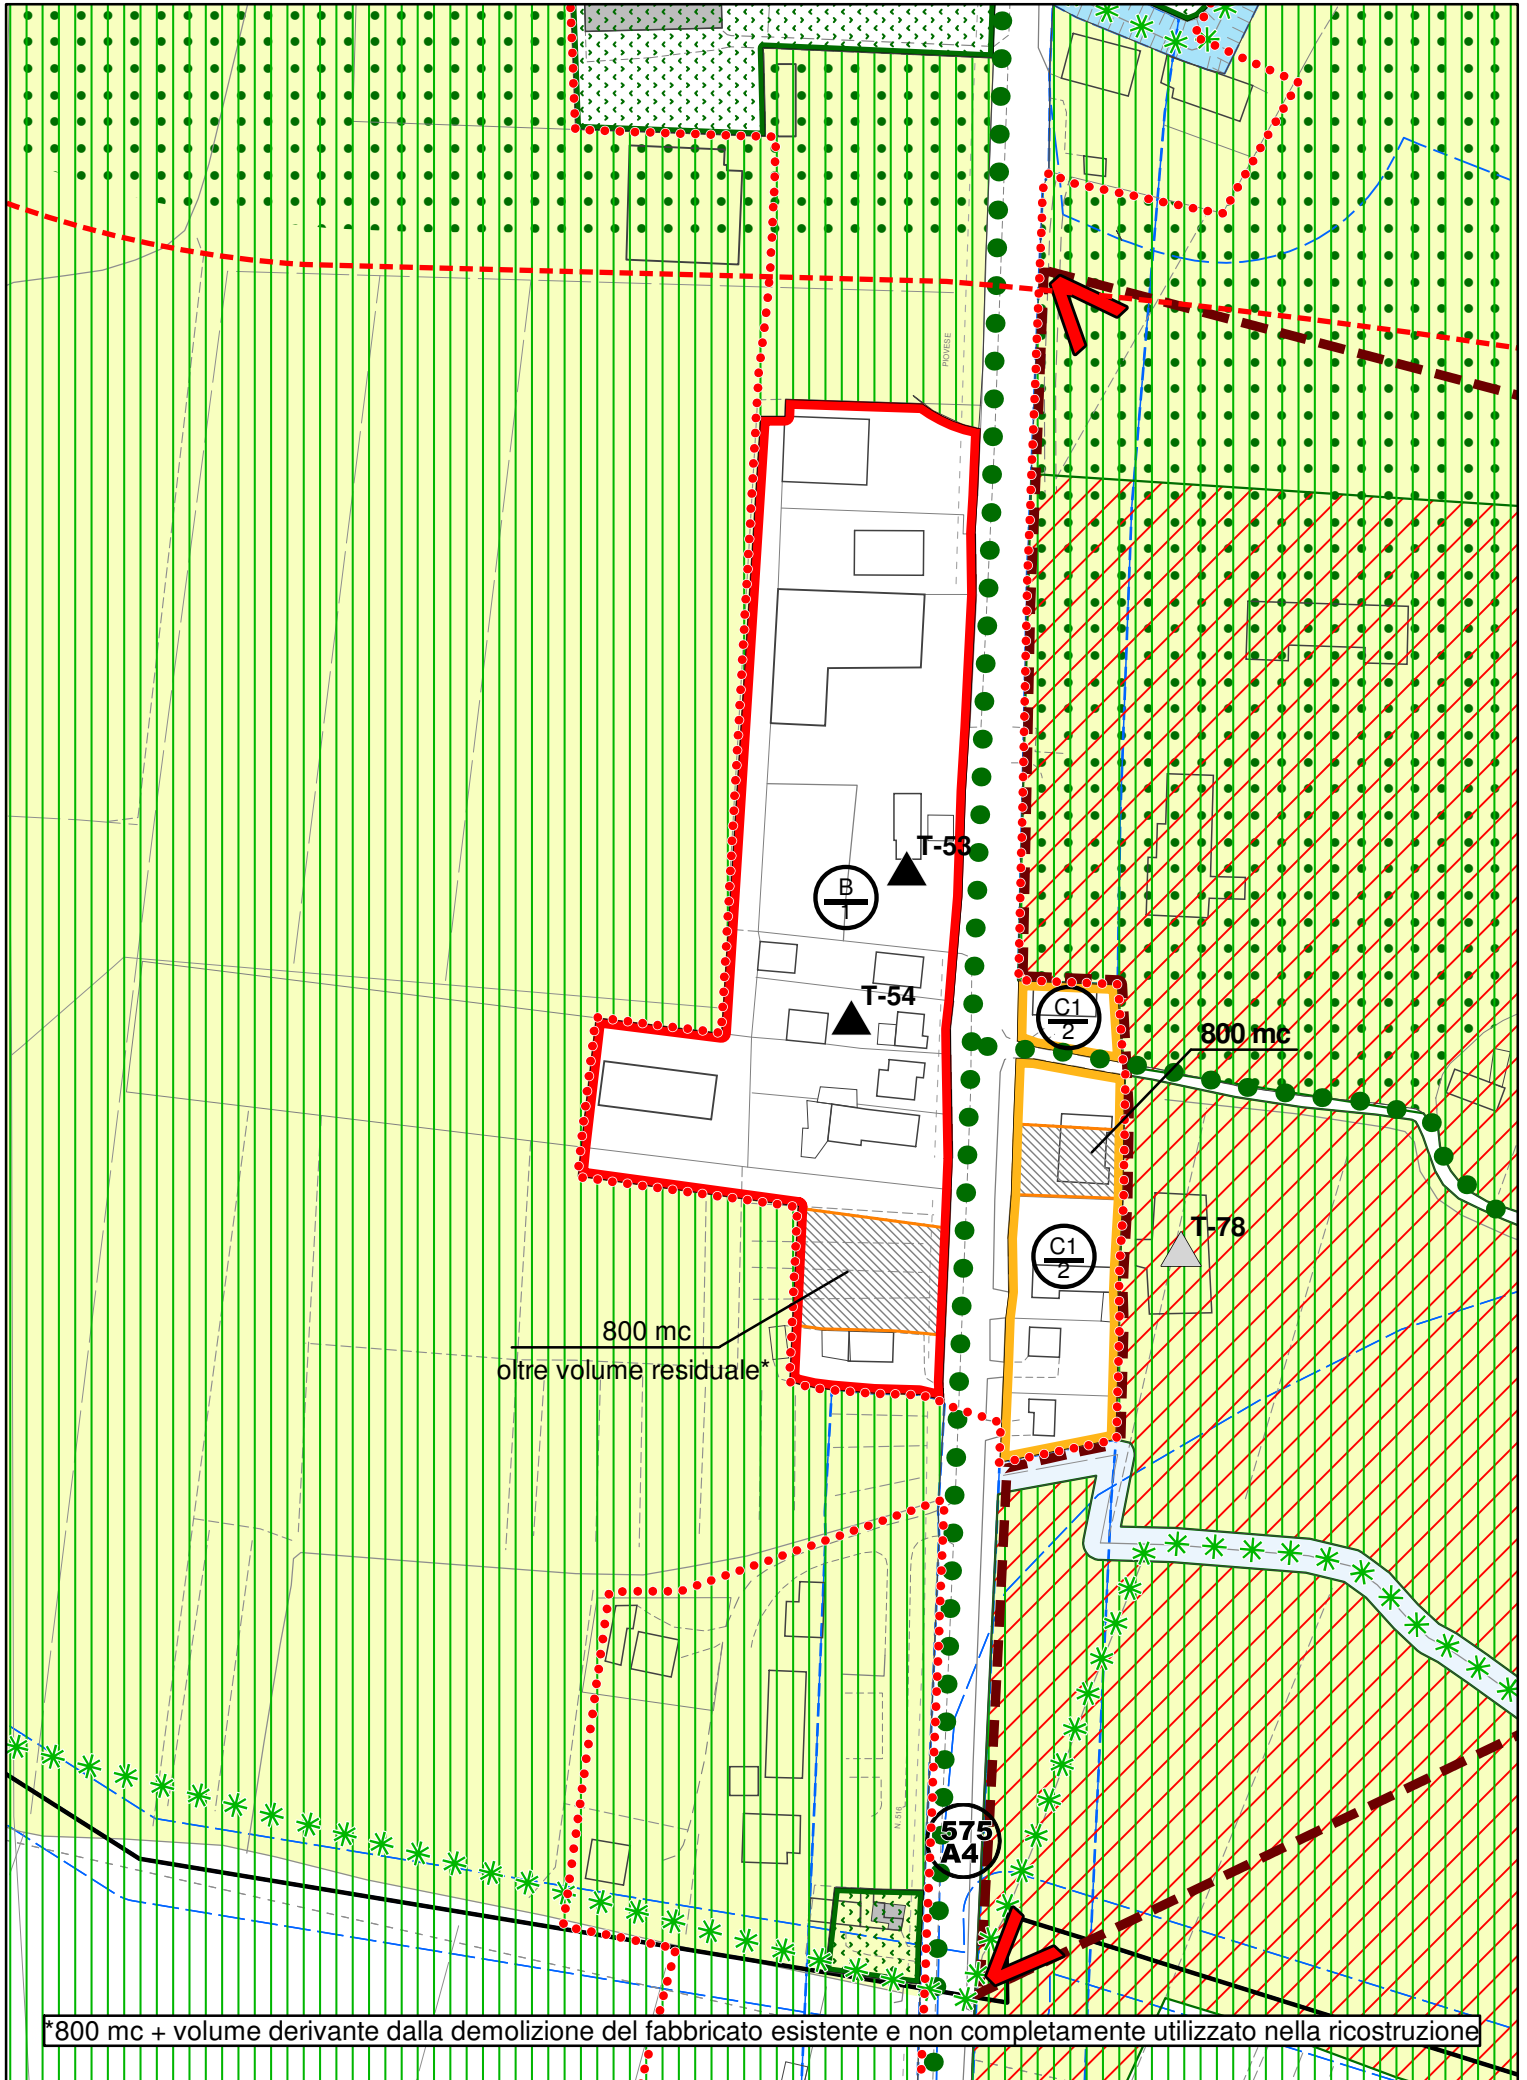 PIOVESE
T-53
B
1
T-54
C1
2
800 mc
T-78
C1
2
800 mc
oltre volume residuale*
N. 516
575
A4
*800 mc + volume derivante dalla demolizione del fabbricato esistente e non completamente utilizzato nella ricostruzione